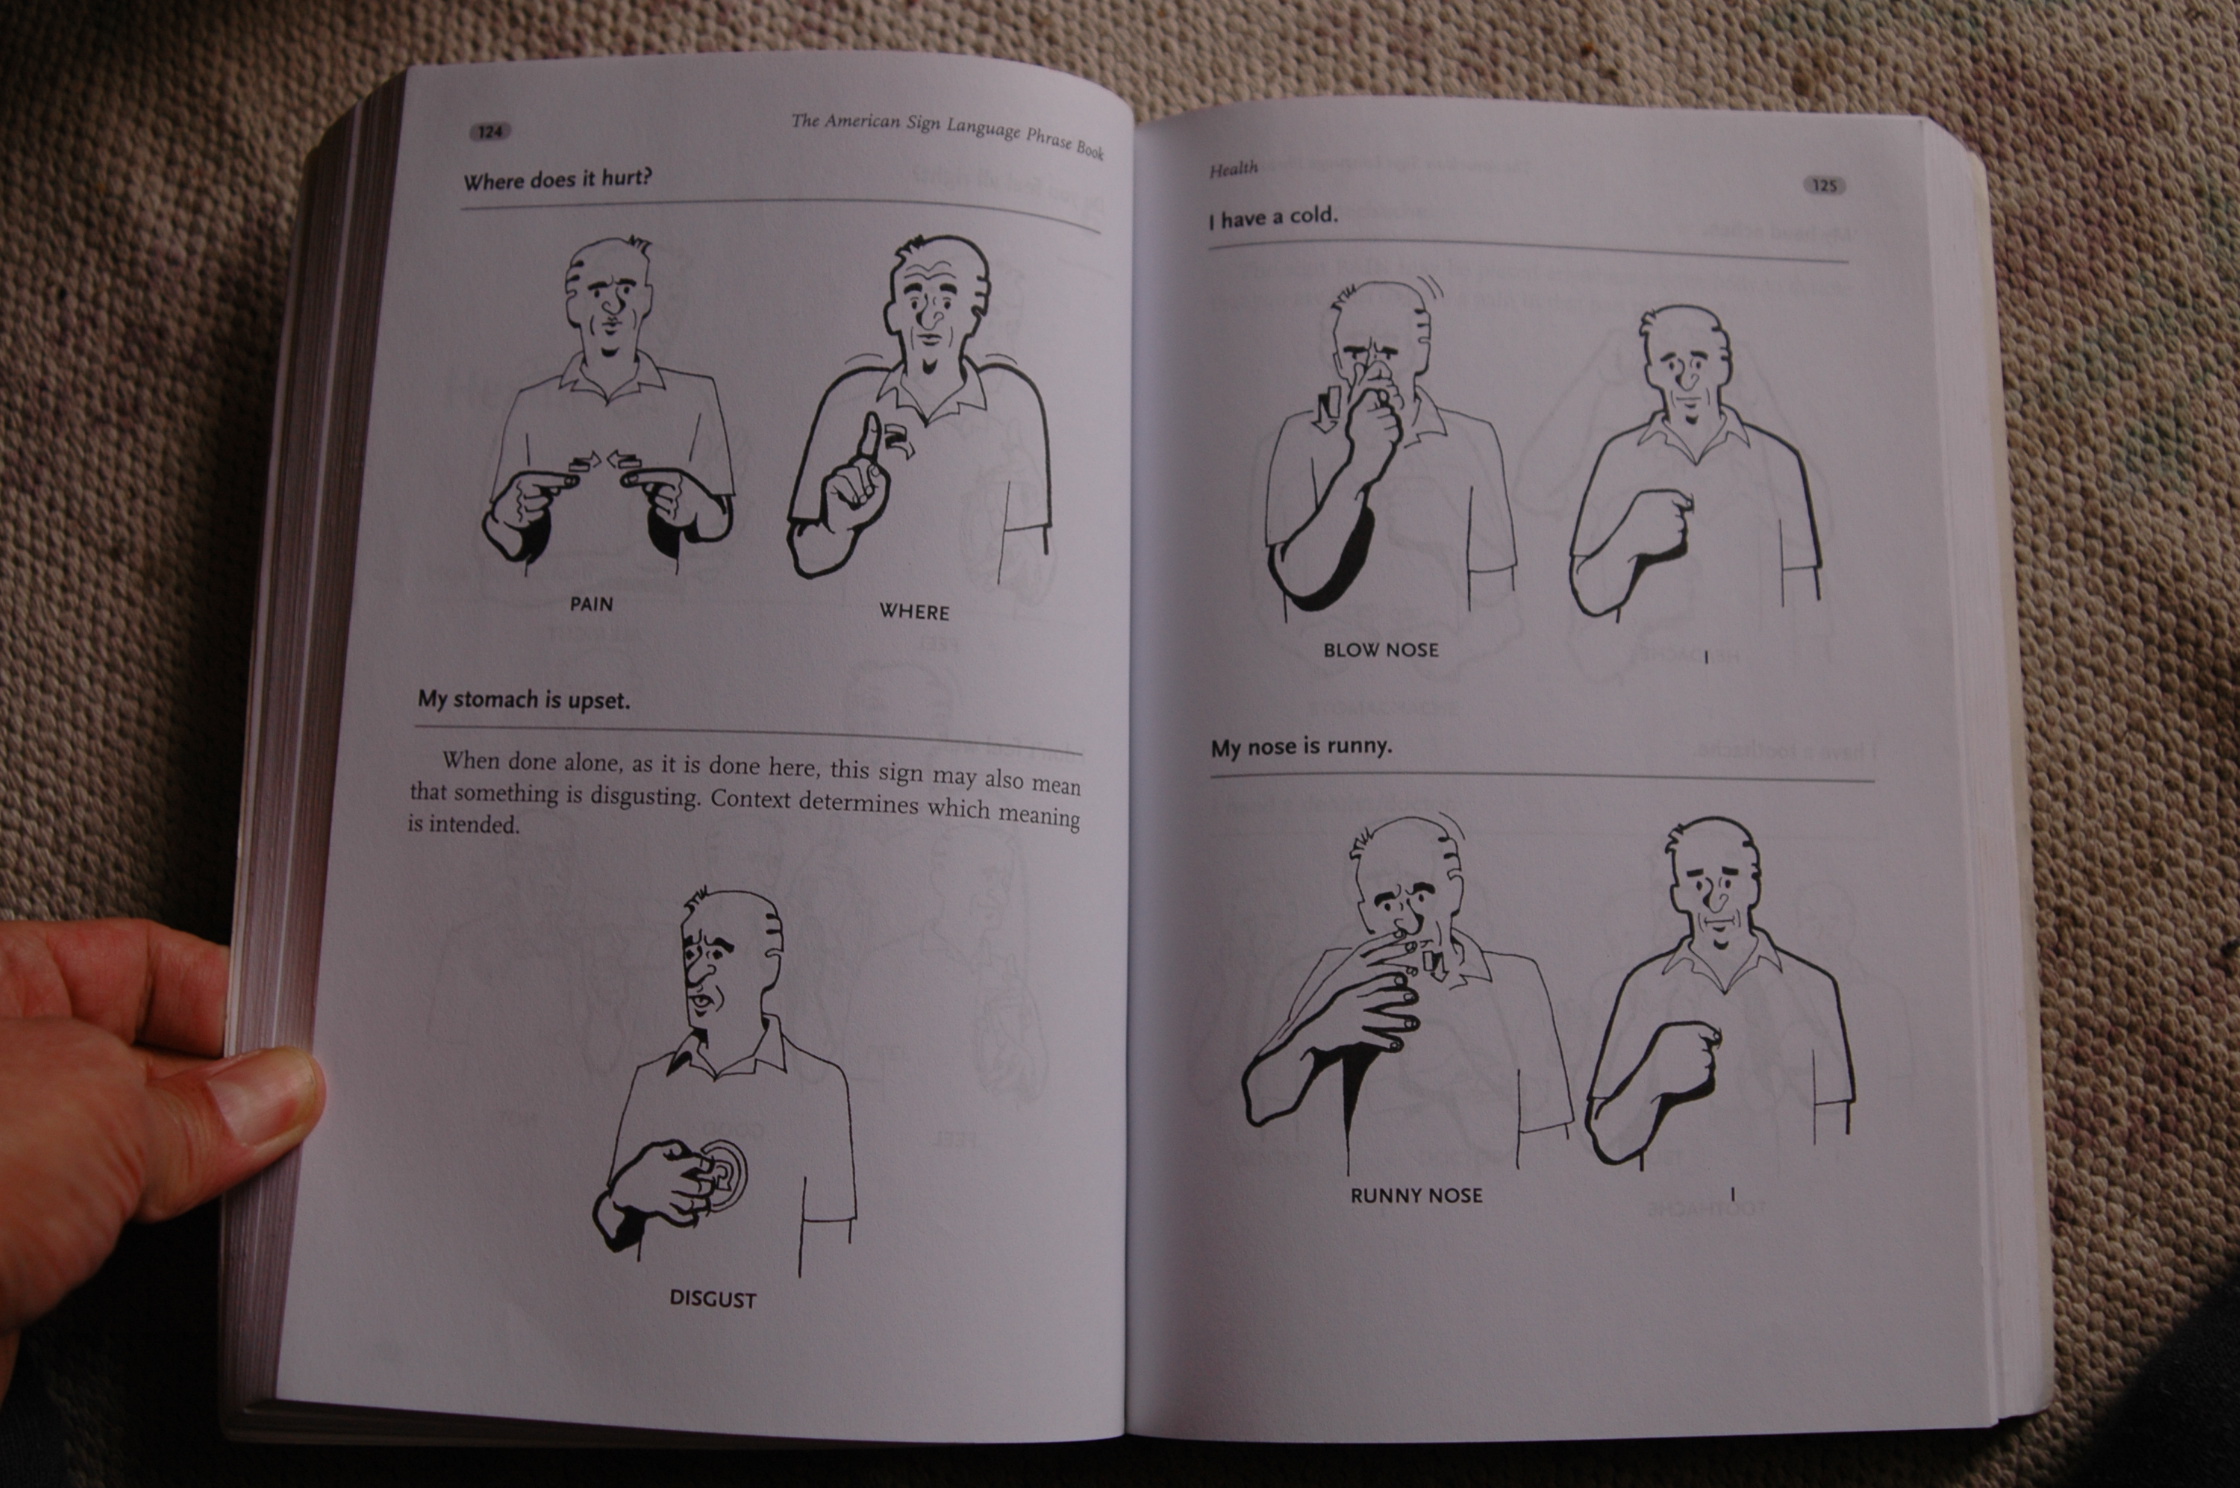 124
The American Sign Language Phrase Book
Where does it hurt?
PAIN
WHERE
My stomach is upset.
When done alone, as it is done here, this sign may also mean
that something is disgusting. Context determines which meaning
is intended.
DISGUST
Health
125
I have a cold.
BLOW NOSE
I
My nose is runny.
RUNNY NOSE
I